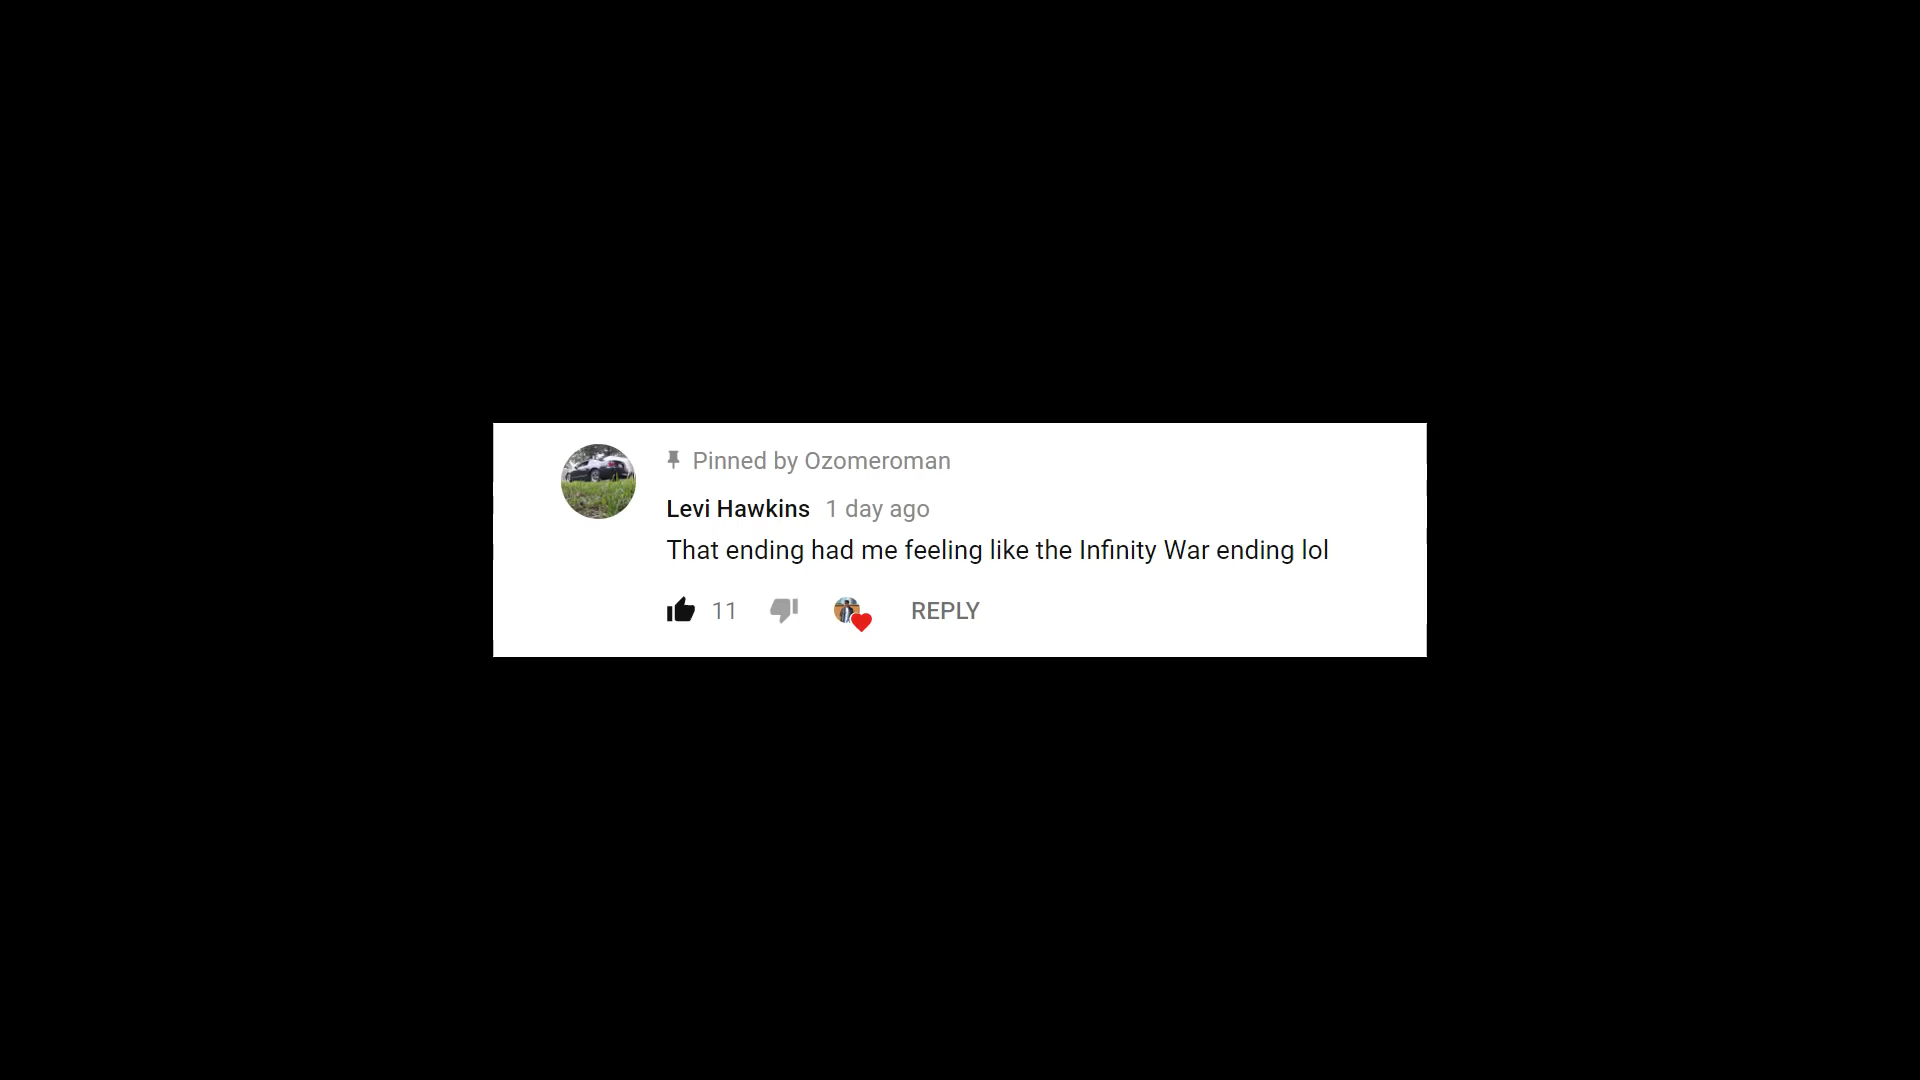 Pinned by Ozomeroman
Levi Hawkins 1 day ago
That ending had me feeling like the Infinity War ending lol
11 REPLY